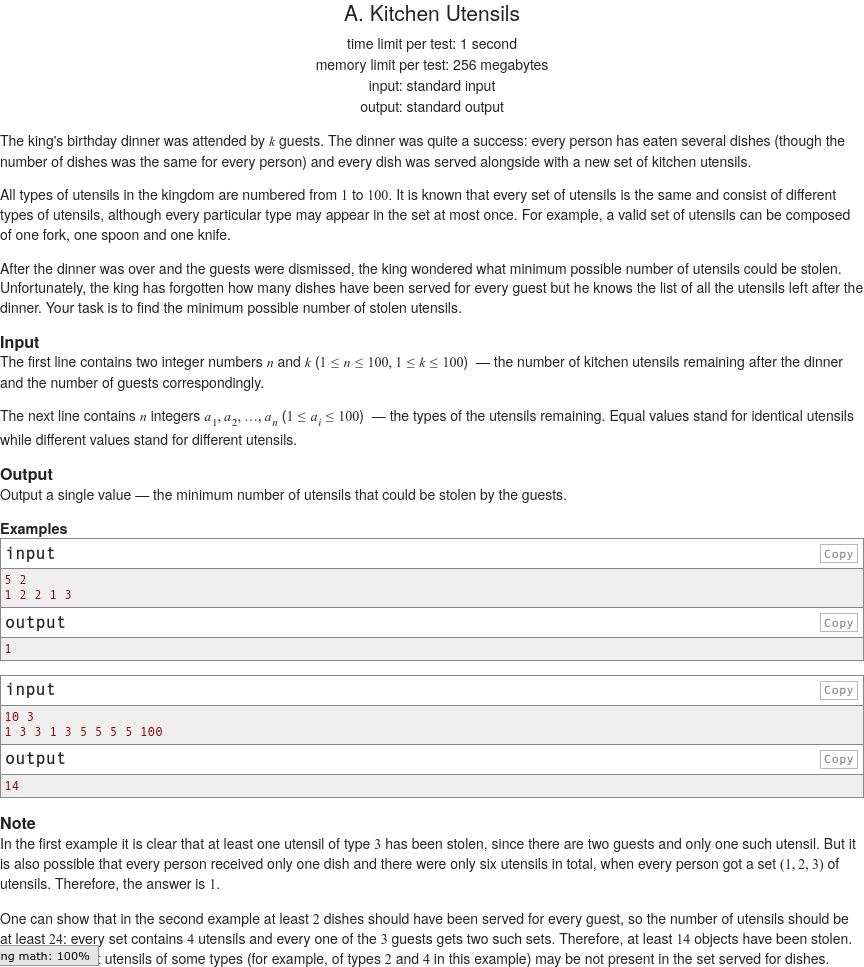 A. Kitchen Utensils
time limit per test: 1 second
memory limit per test: 256 megabytes
input: standard input
output: standard output
The king's birthday dinner was attended by k guests. The dinner was quite a success: every person has eaten several dishes (though the
number of dishes was the same for every person) and every dish was served alongside with a new set of kitchen utensils.
All types of utensils in the kingdom are numbered from 1 to 100. It is known that every set of utensils is the same and consist of different
types of utensils, although every particular type may appear in the set at most once. For example, a valid set of utensils can be composed
of one fork, one spoon and one knife.
After the dinner was over and the guests were dismissed, the king wondered what minimum possible number of utensils could be stolen.
Unfortunately, the king has forgotten how many dishes have been served for every guest but he knows the list of all the utensils left after the
dinner. Your task is to find the minimum possible number of stolen utensils.
Input
The first line contains two integer numbers n and k (1 ≤ n ≤ 100, 1 ≤ k ≤ 100)  — the number of kitchen utensils remaining after the dinner
and the number of guests correspondingly.
The next line contains n integers a1, a2, ..., an (1 ≤ ai ≤ 100)  — the types of the utensils remaining. Equal values stand for identical utensils
while different values stand for different utensils.
Output
Output a single value — the minimum number of utensils that could be stolen by the guests.
Examples
input Copy
5 2
1 2 2 1 3
output Copy
1
input Copy
10 3
1 3 3 1 3 5 5 5 5 100
output Copy
14
Note
In the first example it is clear that at least one utensil of type 3 has been stolen, since there are two guests and only one such utensil. But it
is also possible that every person received only one dish and there were only six utensils in total, when every person got a set (1, 2, 3) of
utensils. Therefore, the answer is 1.
One can show that in the second example at least 2 dishes should have been served for every guest, so the number of utensils should be
at least 24: every set contains 4 utensils and every one of the 3 guests gets two such sets. Therefore, at least 14 objects have been stolen.
ng math: 100% : utensils of some types (for example, of types 2 and 4 in this example) may be not present in the set served for dishes.